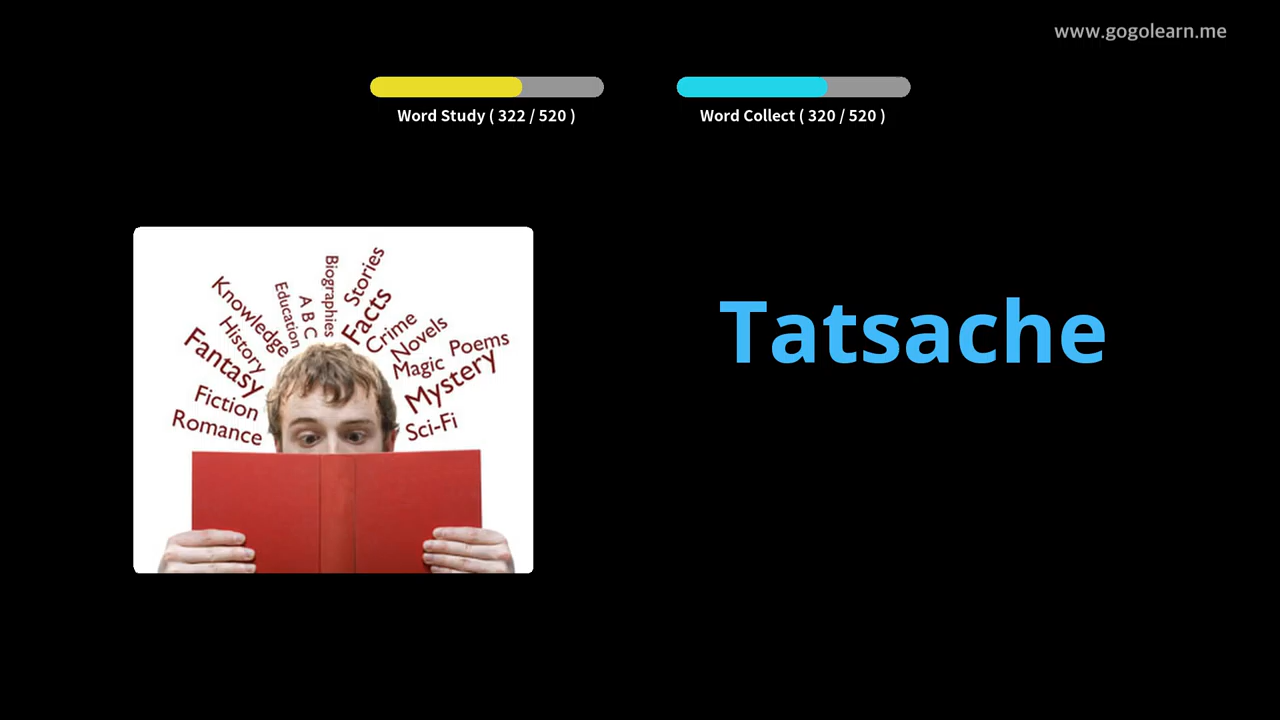 www.gogolearn.me
Word Study ( 322 / 520 )
Word Collect ( 320 / 520 )
Tatsache
Biographies
Stories
Education
A B C
Facts
Knowledge
Crime
History
Novels
Poems
Fantasy
Magic
Mystery
Fiction
Romance
Sci-Fi